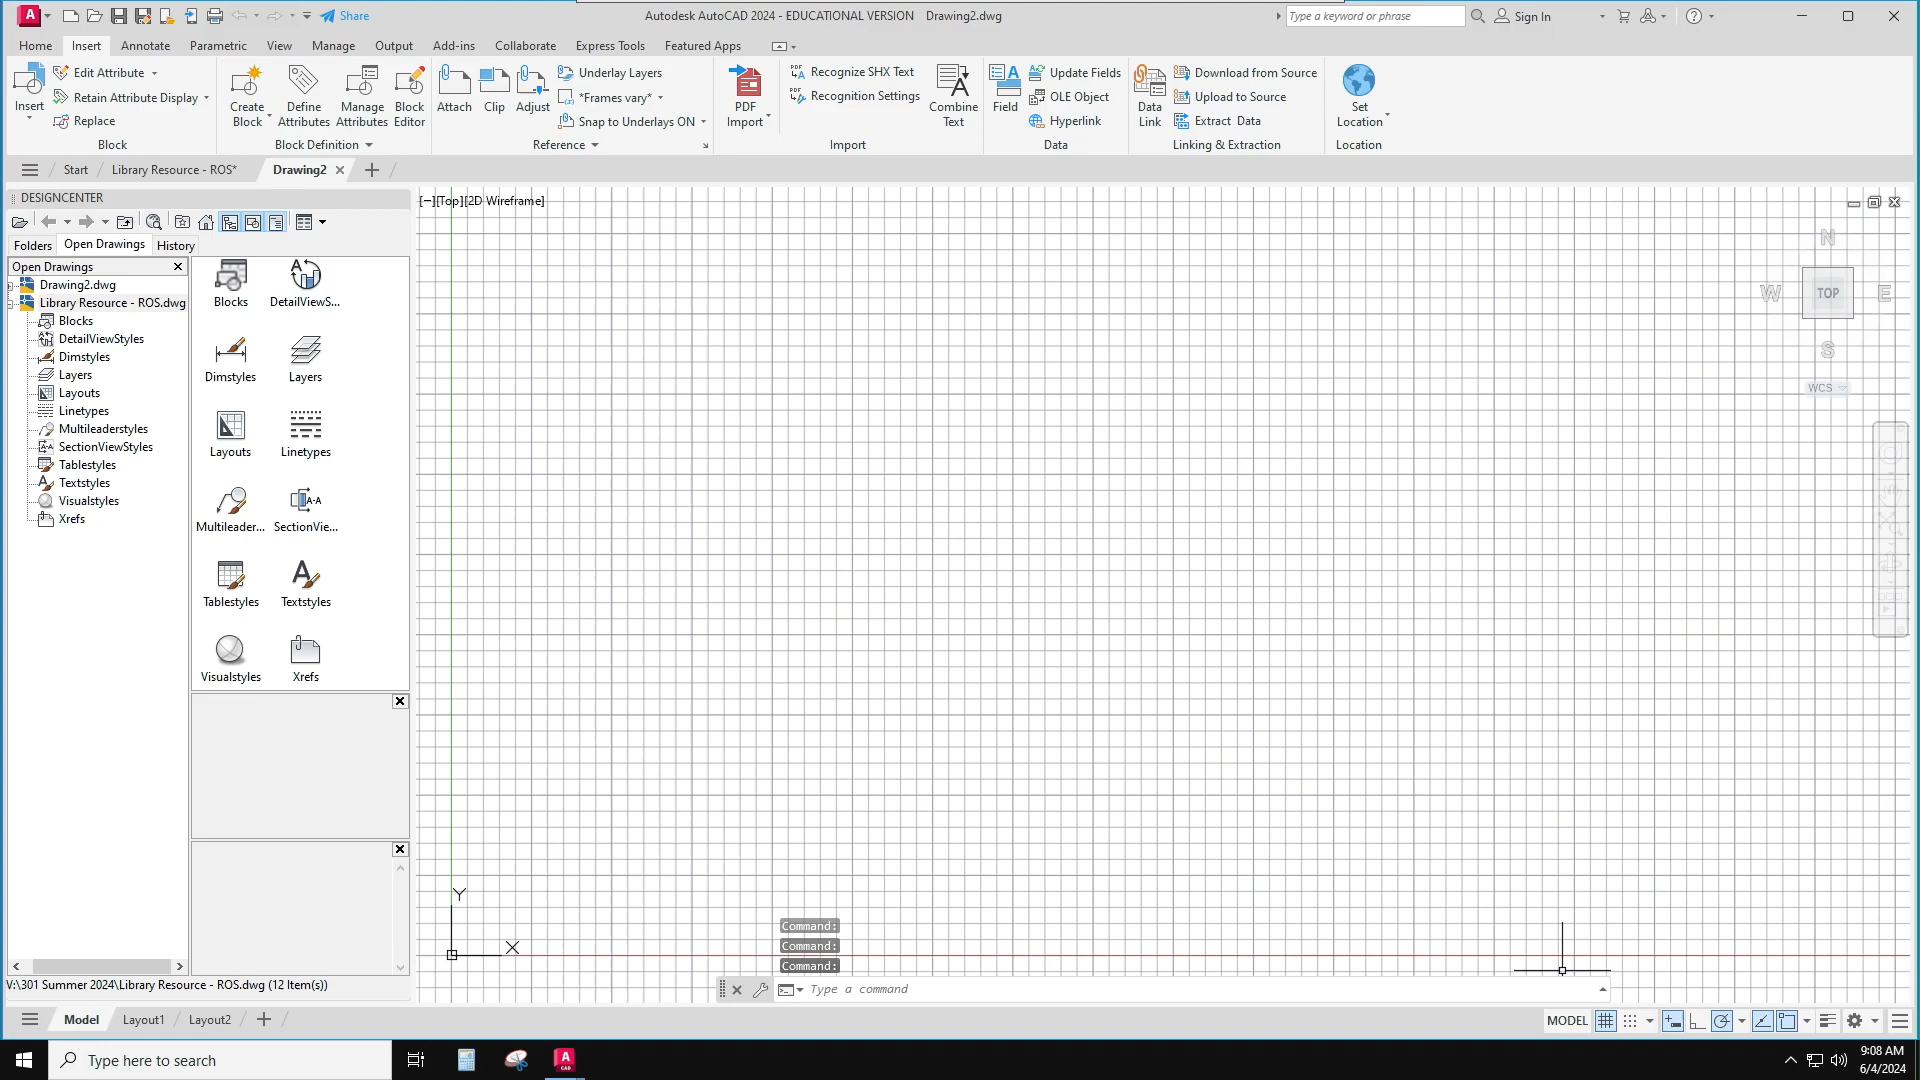 Share
Autodesk AutoCAD 2024 - EDUCATIONAL VERSION Drawing2.dwg
Type a keyword or phrase
Sign In
Home Insert Annotate Parametric View Manage Output Add-ins Collaborate Express Tools Featured Apps
Insert
Edit Attribute
Retain Attribute Display
Replace
Block
Create Block
Define Attributes
Manage Attributes
Block Editor
Block Definition
Attach
Clip
Adjust
Underlay Layers
*Frames vary*
Snap to Underlays ON
Reference
PDF Import
Recognize SHX Text
Recognition Settings
Combine Text
Import
Field
Update Fields
OLE Object
Hyperlink
Data
Data Link
Download from Source
Upload to Source
Extract Data
Linking & Extraction
Set Location
Location
Start Library Resource - ROS* Drawing2
DESIGNCENTER
Folders Open Drawings History
Open Drawings
Drawing2.dwg
Library Resource - ROS.dwg
Blocks
DetailViewStyles
Dimstyles
Layers
Layouts
Linetypes
Multileaderstyles
SectionViewStyles
Tablestyles
Textstyles
Visualstyles
Xrefs
Blocks DetailViewS...
Dimstyles Layers
Layouts Linetypes
Multileader... SectionVie...
Tablestyles Textstyles
Visualstyles Xrefs
V:\301 Summer 2024\Library Resource - ROS.dwg (12 Item(s))
[−][Top][2D Wireframe]
N
W TOP E
S
WCS
Y
X
Command:
Command:
Command:
Type a command
Model Layout1 Layout2
MODEL
Type here to search
9:08 AM
6/4/2024